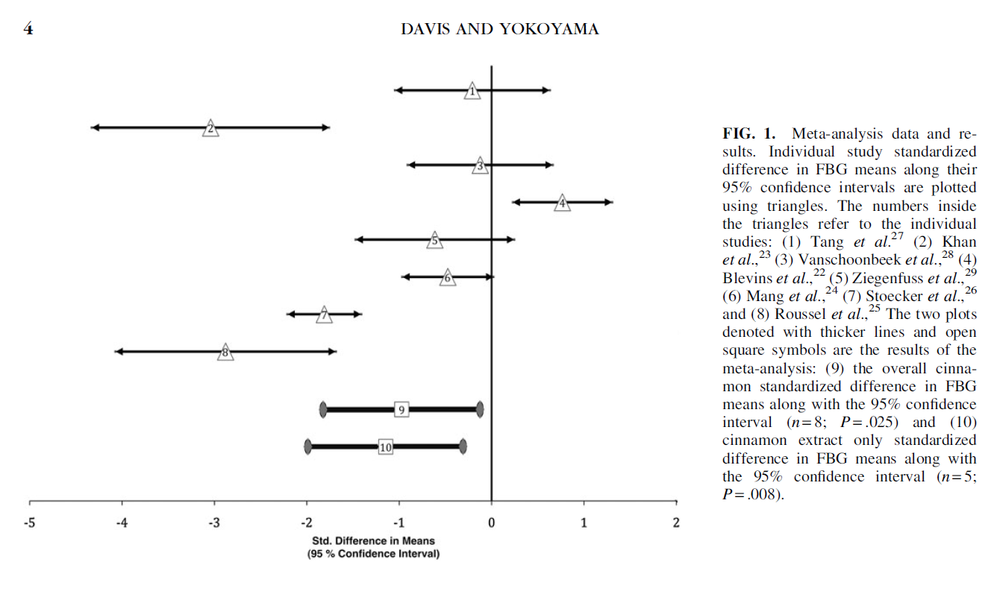 4
DAVIS AND YOKOYAMA
1
2
3
4
5
6
7
8
9
10
-5 -4 -3 -2 -1 0 1 2
Std. Difference in Means
(95 % Confidence Interval)
FIG. 1. Meta-analysis data and re-
sults. Individual study standardized
difference in FBG means along their
95% confidence intervals are plotted
using triangles. The numbers inside
the triangles refer to the individual
studies: (1) Tang et al.27 (2) Khan
et al.,23 (3) Vanschoonbeek et al.,28 (4)
Blevins et al.,22 (5) Ziegenfuss et al.,29
(6) Mang et al.,24 (7) Stoecker et al.,26
and (8) Roussel et al.,25 The two plots
denoted with thicker lines and open
square symbols are the results of the
meta-analysis: (9) the overall cinna-
mon standardized difference in FBG
means along with the 95% confidence
interval (n=8; P=.025) and (10)
cinnamon extract only standardized
difference in FBG means along with
the 95% confidence interval (n=5;
P=.008).